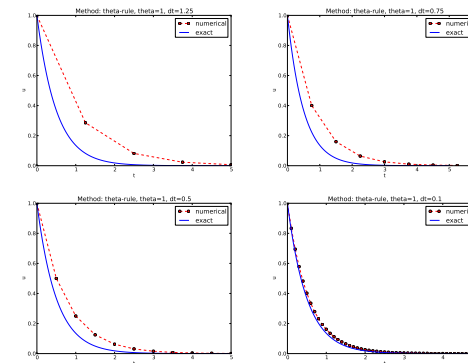 Method: theta-rule, theta=1, dt=1.25
1.0
0.8
0.6
0.4
0.2
0.0
0 1 2 3 4 5
t
u
numerical
exact
Method: theta-rule, theta=1, dt=0.75
1.0
0.8
0.6
0.4
0.2
0.0
0 1 2 3 4
t
u
numerica
exact
Method: theta-rule, theta=1, dt=0.5
1.0
0.8
0.6
0.4
0.2
0.0
0 1 2 3 4 5
u
numerical
exact
Method: theta-rule, theta=1, dt=0.1
1.0
0.8
0.6
0.4
0.2
0.0
0 1 2 3 4
u
numerica
exact